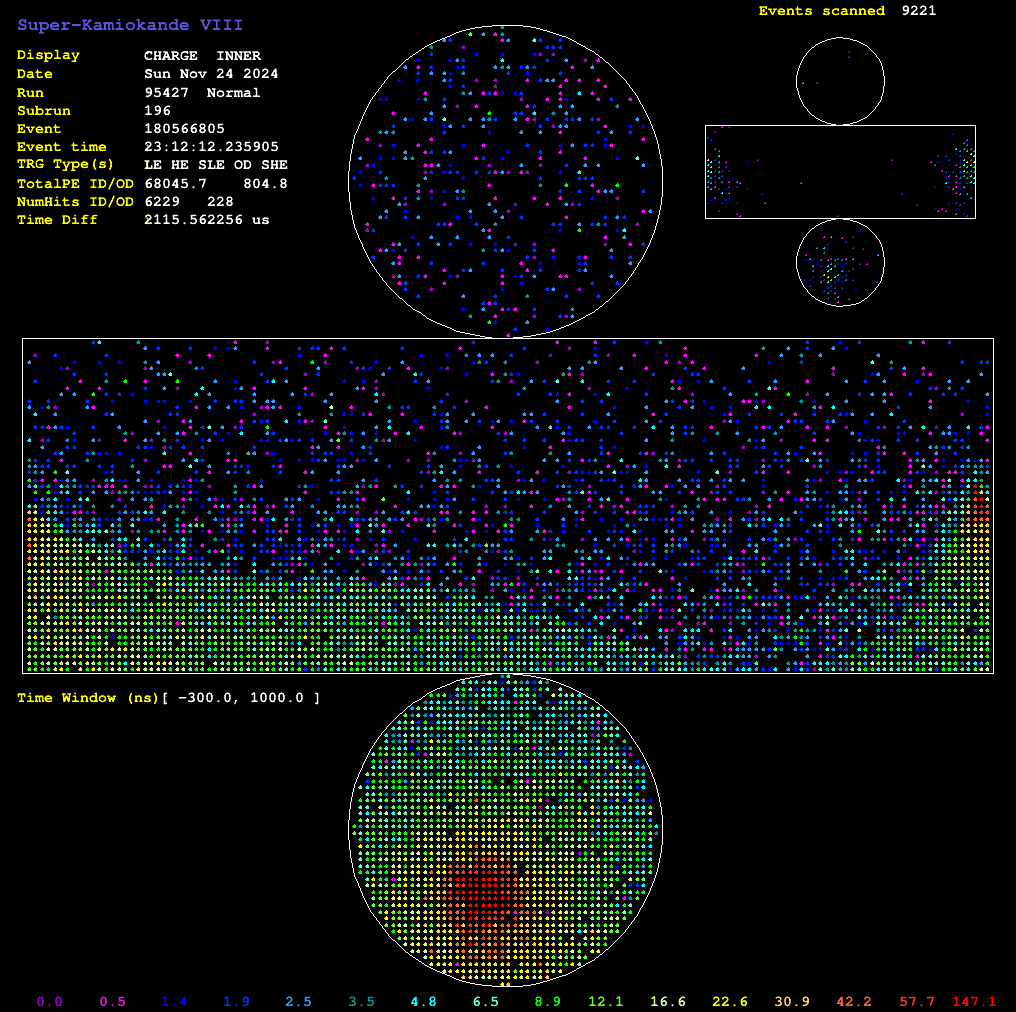 Super-Kamiokande VIII
Events scanned 9221
Display CHARGE INNER
Date Sun Nov 24 2024
Run 95427 Normal
Subrun 196
Event 180566805
Event time 23:12:12.235905
TRG Type(s) LE HE SLE OD SHE
TotalPE ID/OD 68045.7 804.8
NumHits ID/OD 6229 228
Time Diff 2115.562256 us
Time Window (ns)[ -300.0, 1000.0 ]
0.0 0.5 1.4 1.9 2.5 3.5 4.8 6.5 8.9 12.1 16.6 22.6 30.9 42.2 57.7 147.1